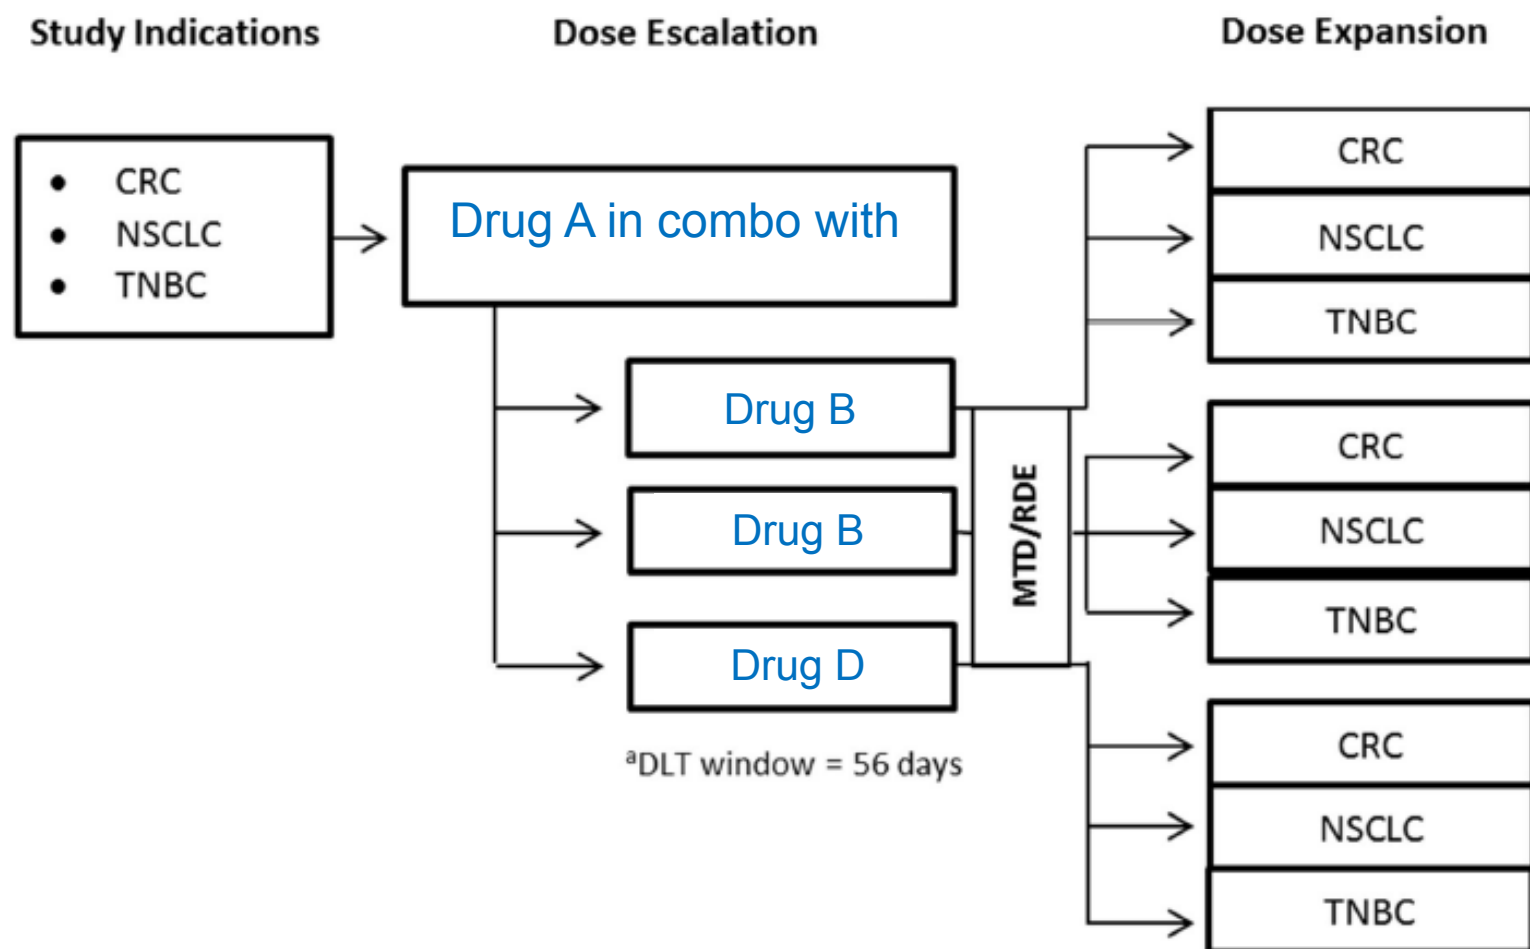 Study Indications
Dose Escalation
Dose Expansion
• CRC
• NSCLC
• TNBC
Drug A in combo with
Drug B
Drug B
Drug D
ᵃDLT window = 56 days
MTD/RDE
CRC
NSCLC
TNBC
CRC
NSCLC
TNBC
CRC
NSCLC
TNBC